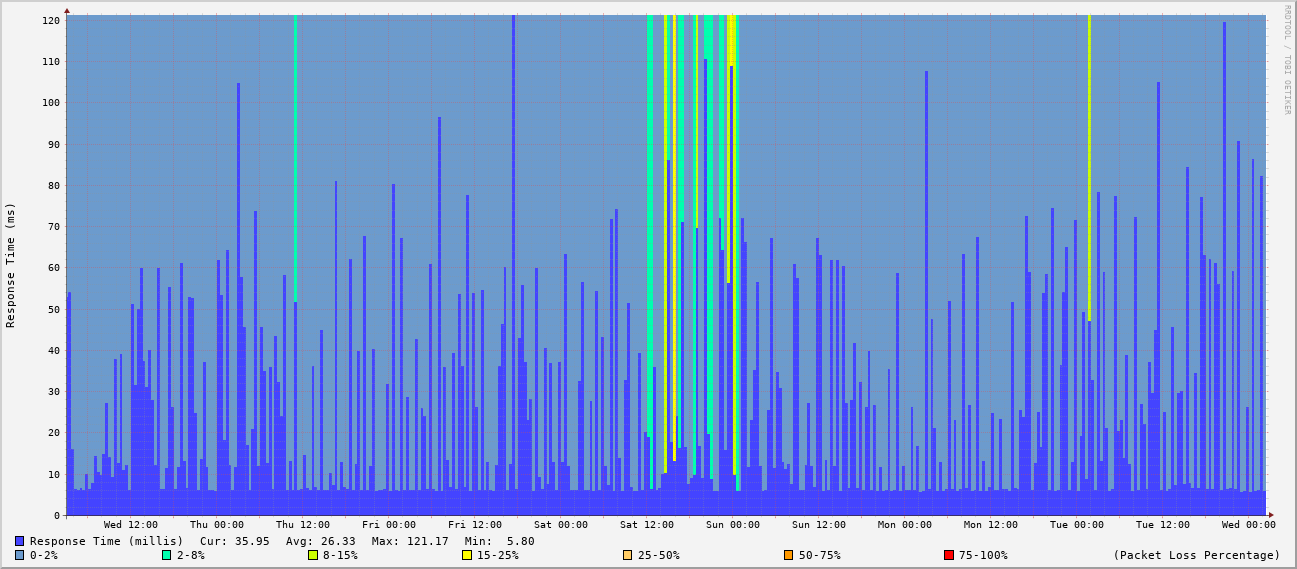 120
110
100
90
80
70
60
50
40
30
20
10
0
Response Time (ms)
RRDTOOL / TOBI OETIKER
Wed 12:00 Thu 00:00 Thu 12:00 Fri 00:00 Fri 12:00 Sat 00:00 Sat 12:00 Sun 00:00 Sun 12:00 Mon 00:00 Mon 12:00 Tue 00:00 Tue 12:00 Wed 00:00
Response Time (millis) Cur: 35.95 Avg: 26.33 Max: 121.17 Min: 5.80
0-2% 2-8% 8-15% 15-25% 25-50% 50-75% 75-100% (Packet Loss Percentage)